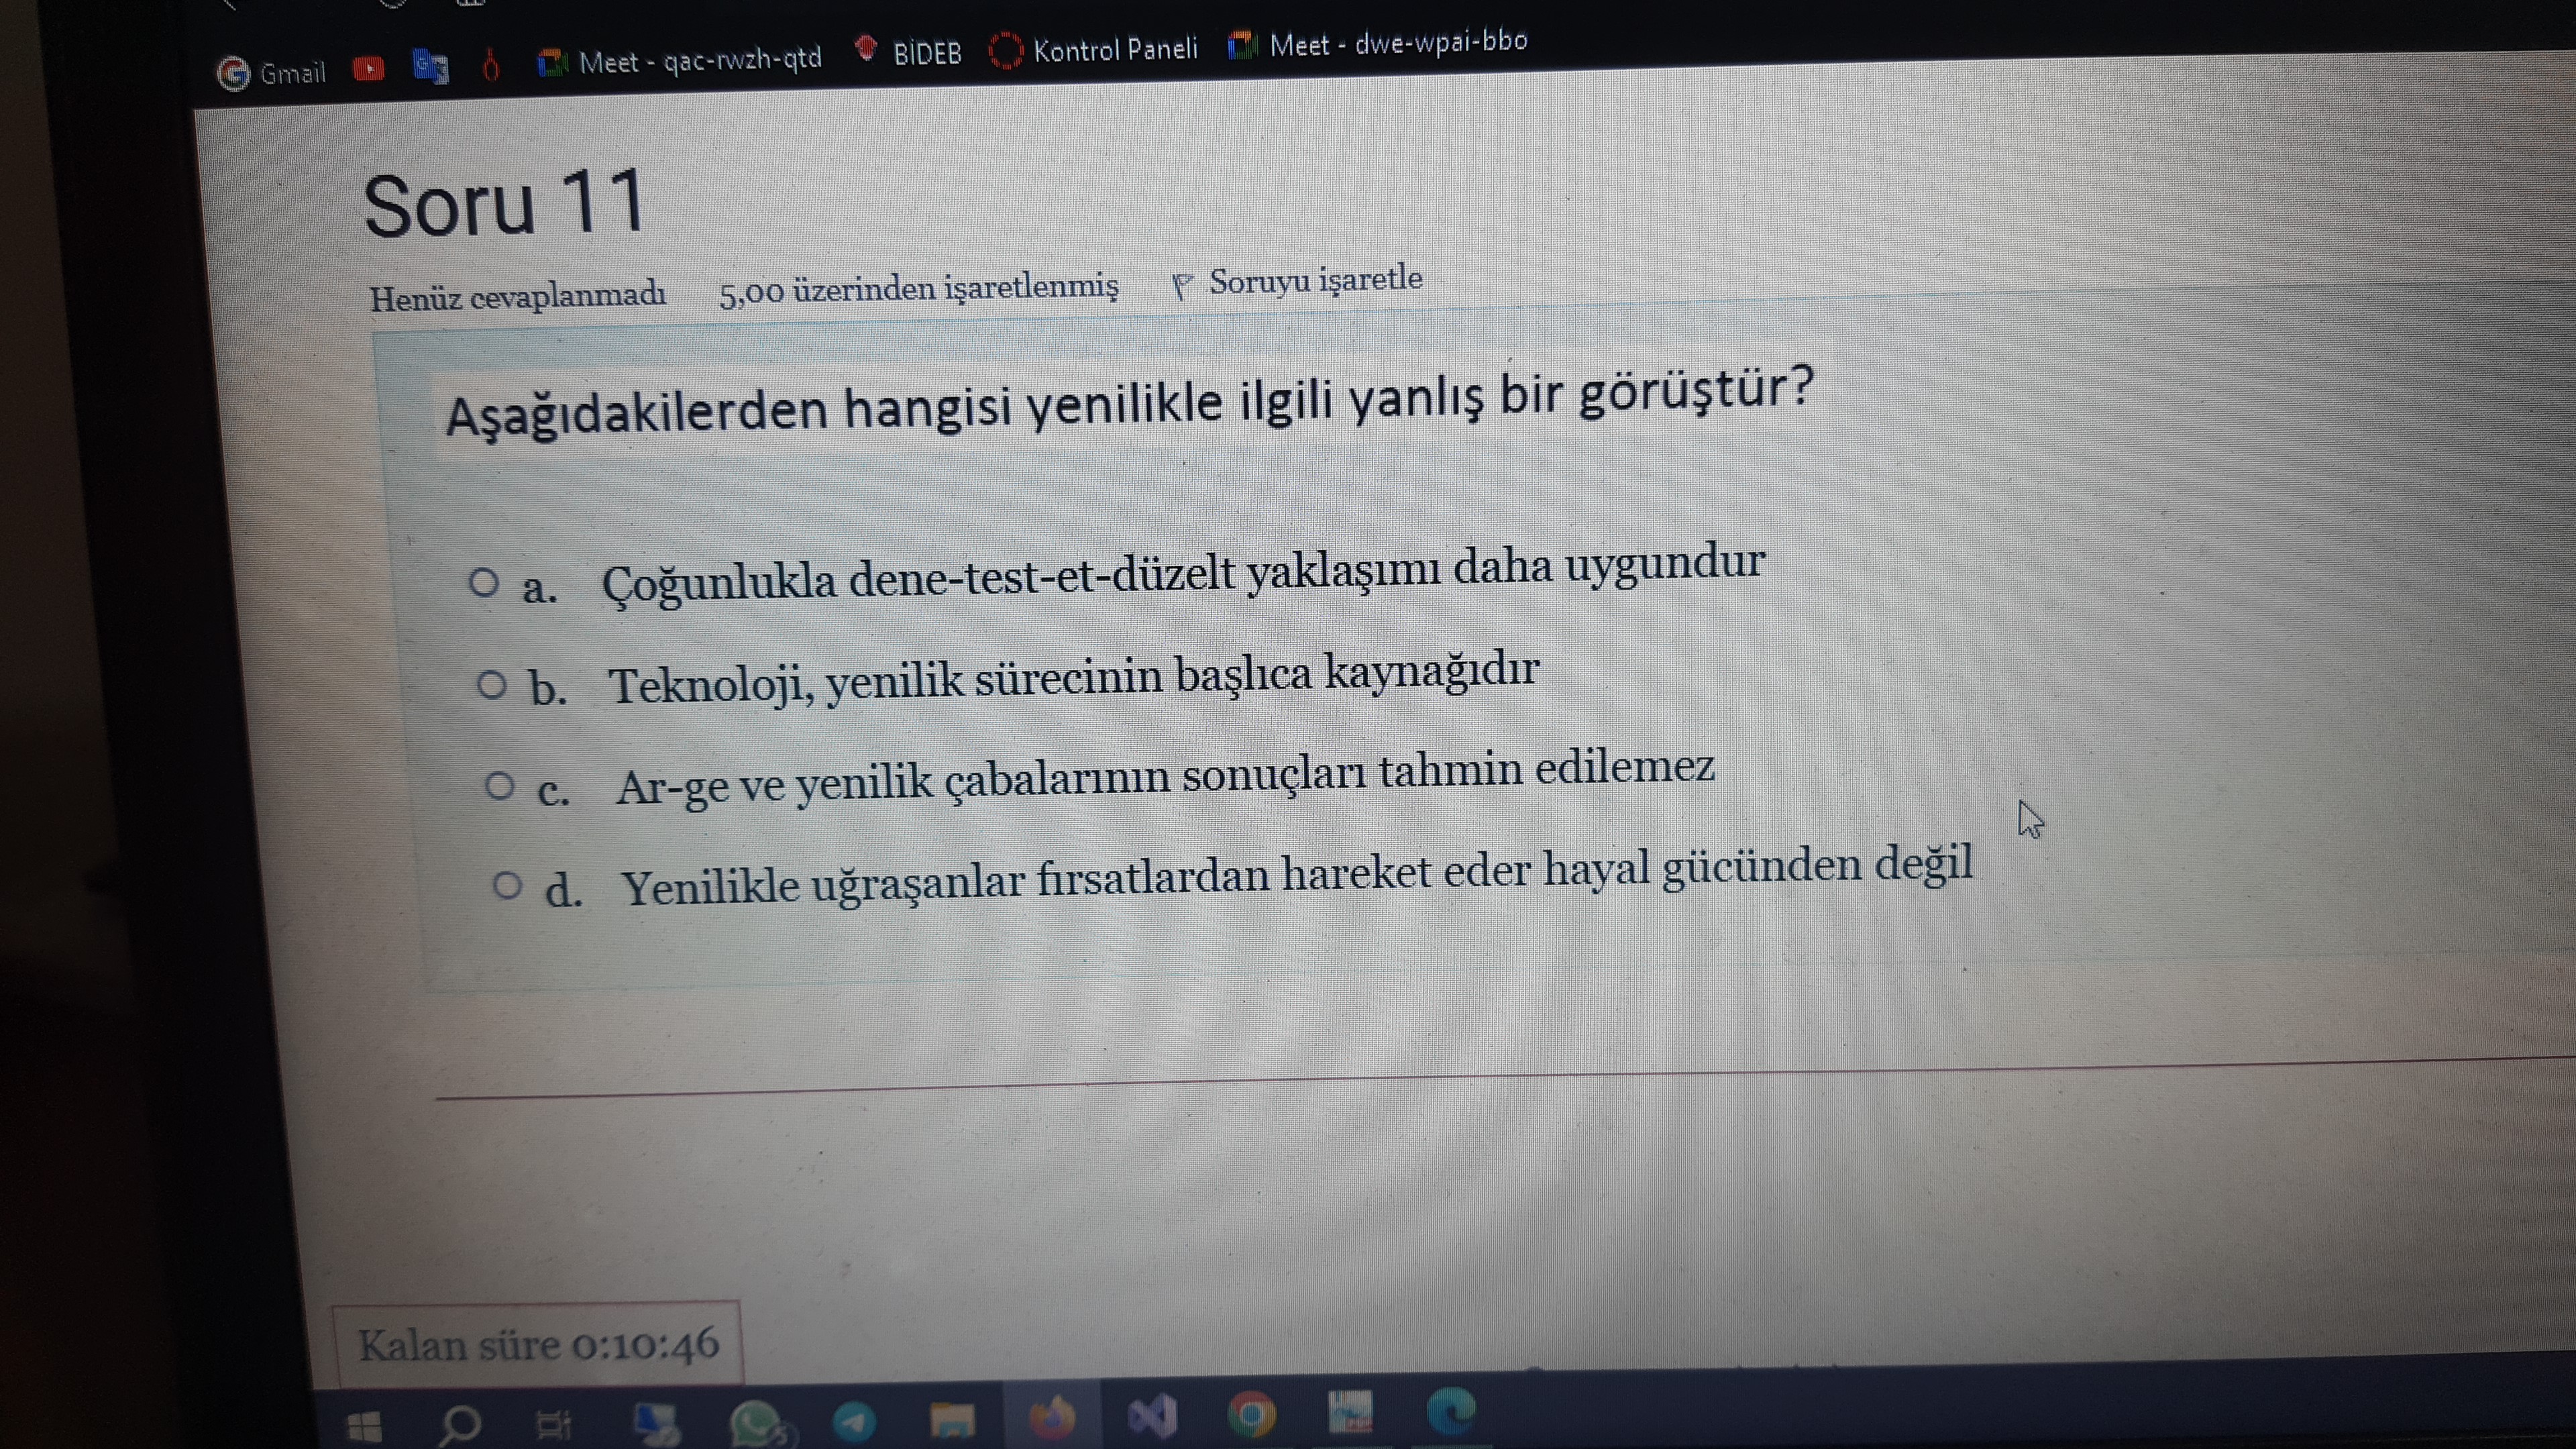 Gmail Meet - qac-rwzh-qtd BİDEB Kontrol Paneli Meet - dwe-wpai-bbo
Soru 11
Henüz cevaplanmadı 5,00 üzerinden işaretlenmiş Soruyu işaretle
Aşağıdakilerden hangisi yenilikle ilgili yanlış bir görüştür?
a. Çoğunlukla dene-test-et-düzelt yaklaşımı daha uygundur
b. Teknoloji, yenilik sürecinin başlıca kaynağıdır
c. Ar-ge ve yenilik çabalarının sonuçları tahmin edilemez
d. Yenilikle uğraşanlar fırsatlardan hareket eder hayal gücünden değil
Kalan süre 0:10:46